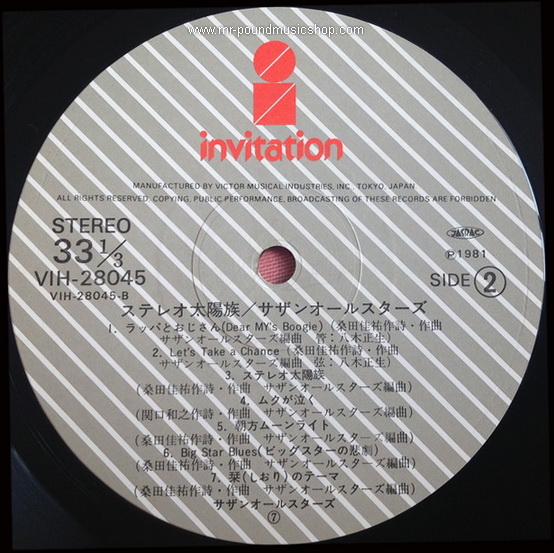 www.mr-poundmusicshop.com
invitation
MANUFACTURED BY VICTOR MUSICAL INDUSTRIES, INC., TOKYO, JAPAN
ALL RIGHTS RESERVED, COPYING, PUBLIC PERFORMANCE, BROADCASTING OF THESE RECORDS ARE FORBIDDEN
STEREO
33 1/3
VIH-28045
VIH-28045-B
JASRAC
Ⓟ1981
SIDE ②
ステレオ太陽族/サザンオールスターズ
1. ラッパとおじさん(Dear MY's Boogie) (桑田佳祐作詩・作曲
サザンオールスターズ編曲 管:八木正生)
2. Let's Take a Chance (桑田佳祐作詩・作曲
サザンオールスターズ編曲 弦:八木正生)
3. ステレオ太陽族
(桑田佳祐作詩・作曲 サザンオールスターズ編曲)
4. ムクが泣く
(関口和之作詩・作曲 サザンオールスターズ編曲)
5. 朝方ムーンライト
(桑田佳祐作詩・作曲 サザンオールスターズ編曲)
6. Big Star Blues(ビッグスターの悲劇)
(桑田佳祐作詩・作曲 サザンオールスターズ編曲)
7. 栞(しおり)のテーマ
(桑田佳祐作詩・作曲 サザンオールスターズ編曲)
サザンオールスターズ
⑦